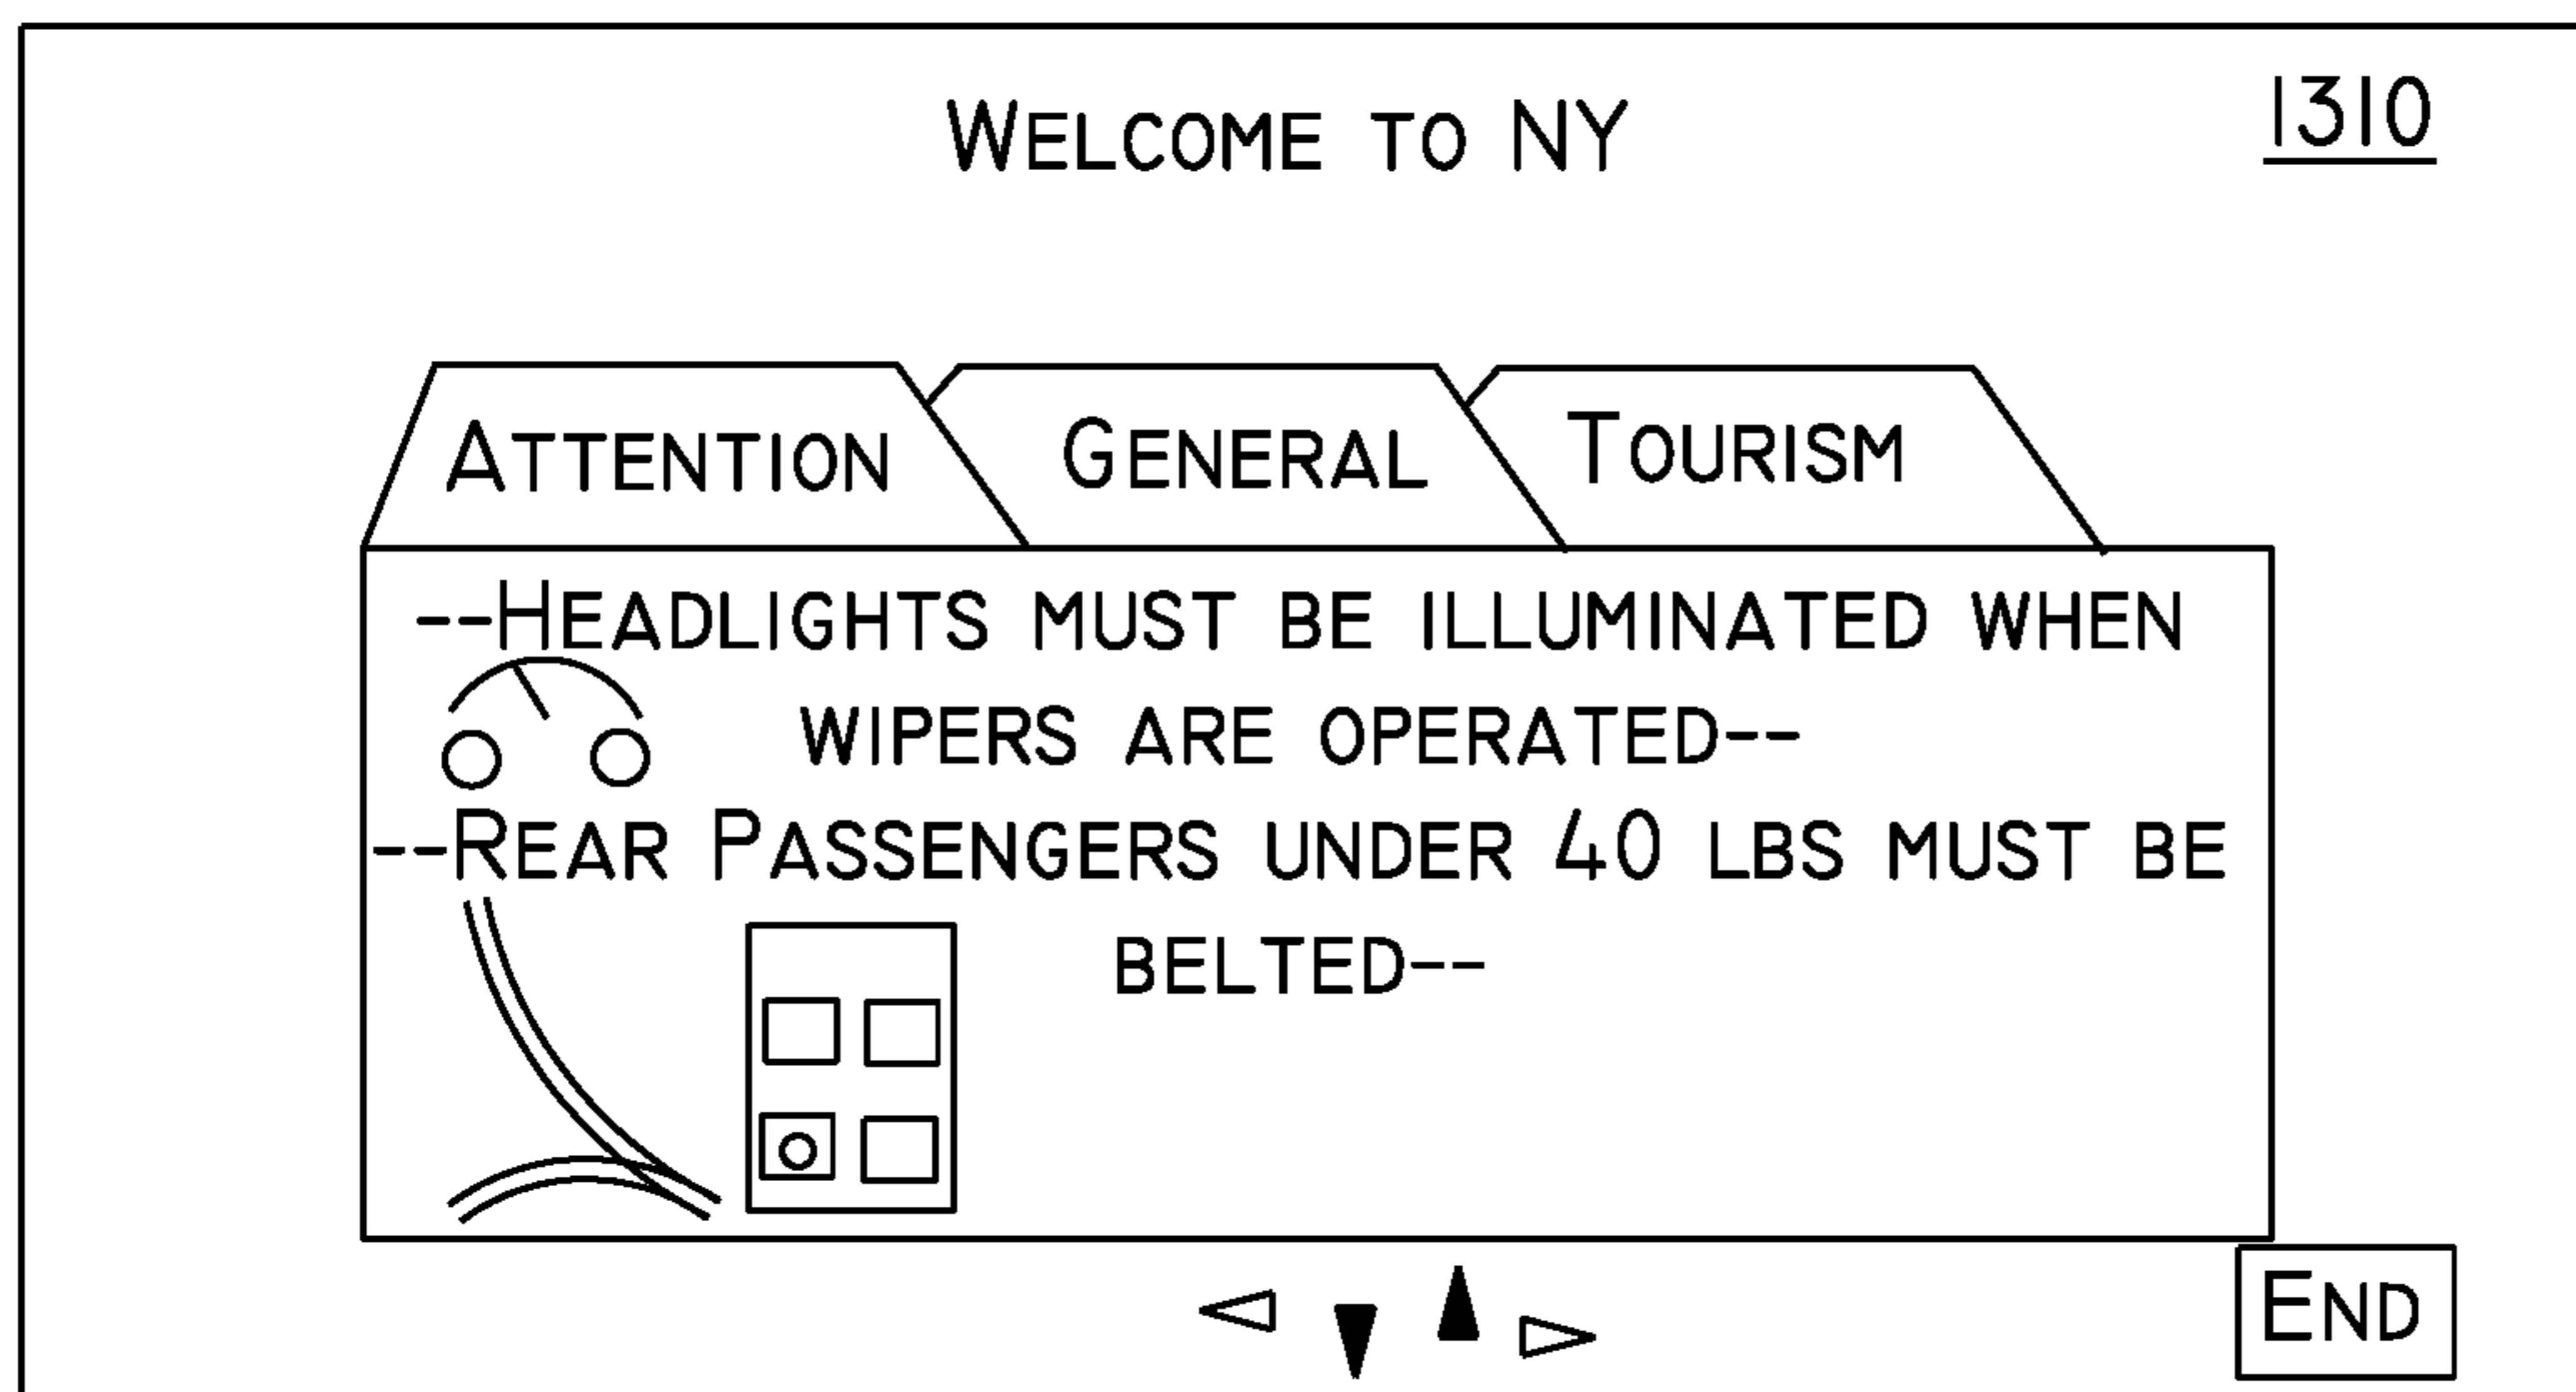 WELCOME TO NY
1310
ATTENTION GENERAL TOURISM
--HEADLIGHTS MUST BE ILLUMINATED WHEN
WIPERS ARE OPERATED--
--REAR PASSENGERS UNDER 40 LBS MUST BE
BELTED--
END